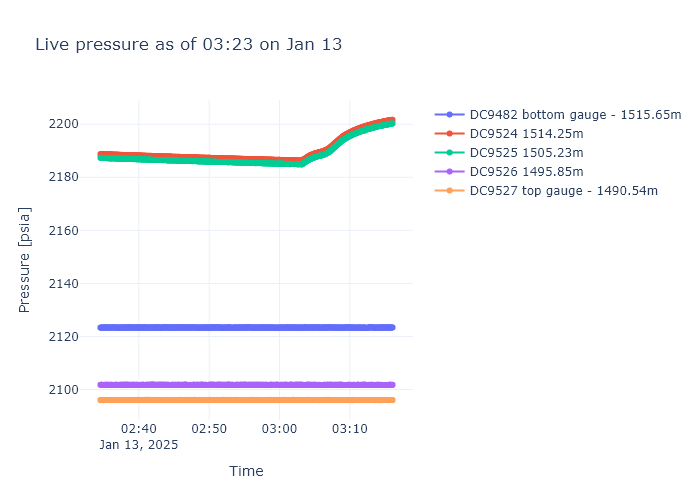 Live pressure as of 03:23 on Jan 13
Pressure [psia]
2200
2180
2160
2140
2120
2100
02:40
02:50
03:00
03:10
Jan 13, 2025
Time
DC9482 bottom gauge - 1515.65m
DC9524 1514.25m
DC9525 1505.23m
DC9526 1495.85m
DC9527 top gauge - 1490.54m